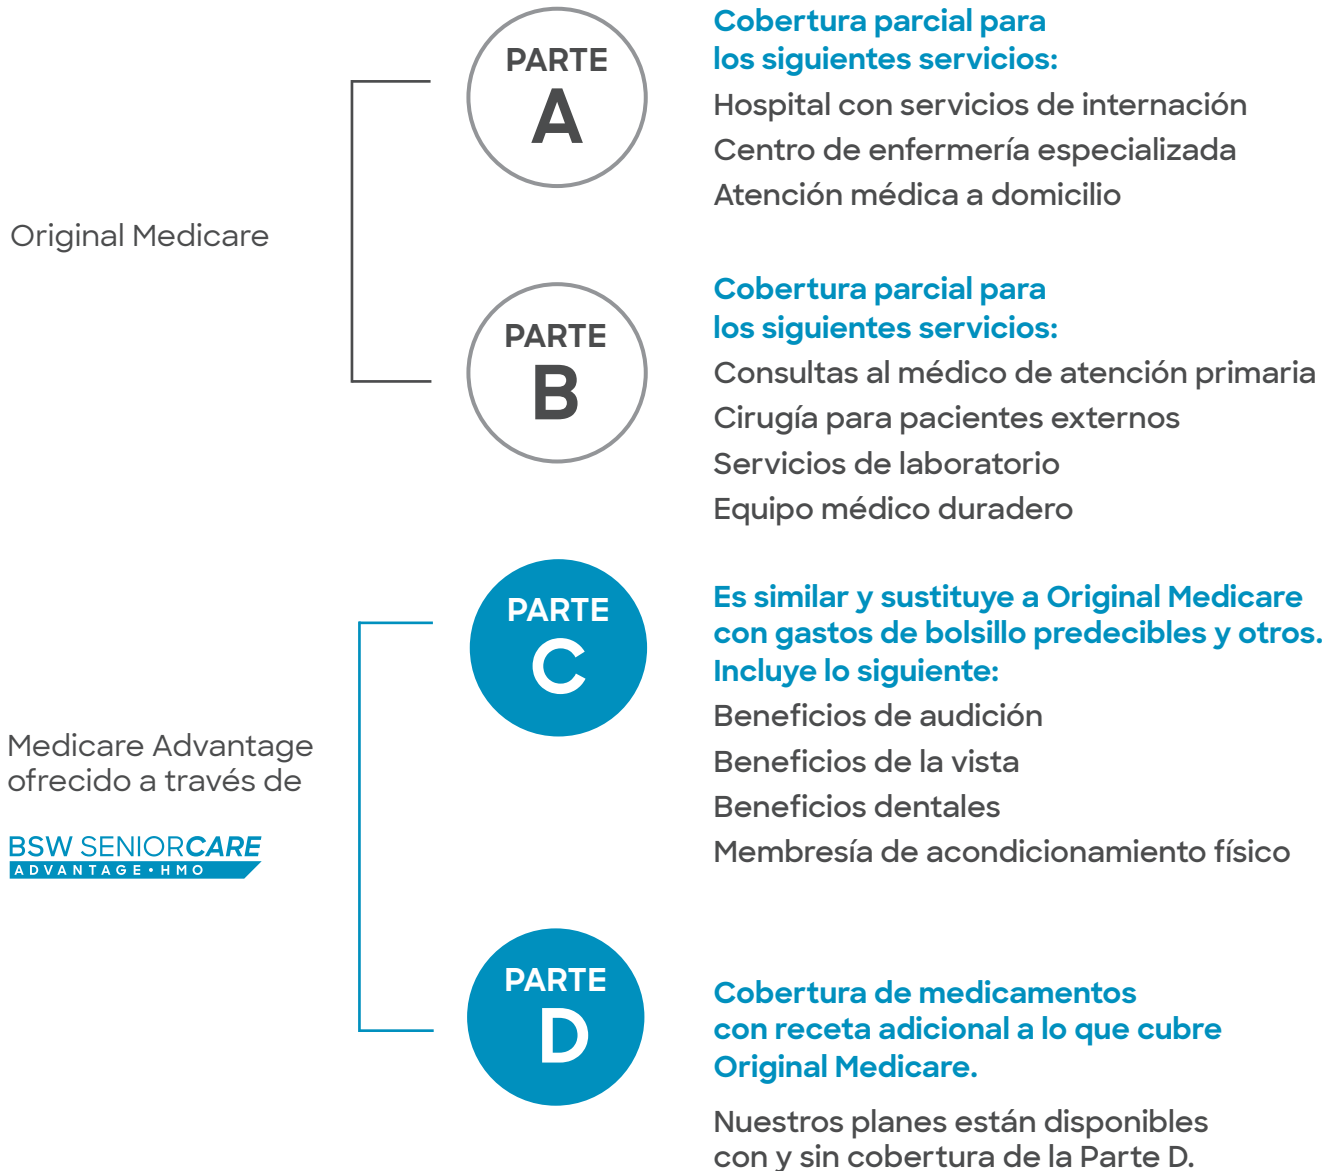 Original Medicare
PARTE
A
Cobertura parcial para
los siguientes servicios:
Hospital con servicios de internación
Centro de enfermería especializada
Atención médica a domicilio
PARTE
B
Cobertura parcial para
los siguientes servicios:
Consultas al médico de atención primaria
Cirugía para pacientes externos
Servicios de laboratorio
Equipo médico duradero
Medicare Advantage
ofrecido a través de
BSW SENIORCARE
ADVANTAGE • HMO
PARTE
C
Es similar y sustituye a Original Medicare
con gastos de bolsillo predecibles y otros.
Incluye lo siguiente:
Beneficios de audición
Beneficios de la vista
Beneficios dentales
Membresía de acondicionamiento físico
PARTE
D
Cobertura de medicamentos
con receta adicional a lo que cubre
Original Medicare.
Nuestros planes están disponibles
con y sin cobertura de la Parte D.